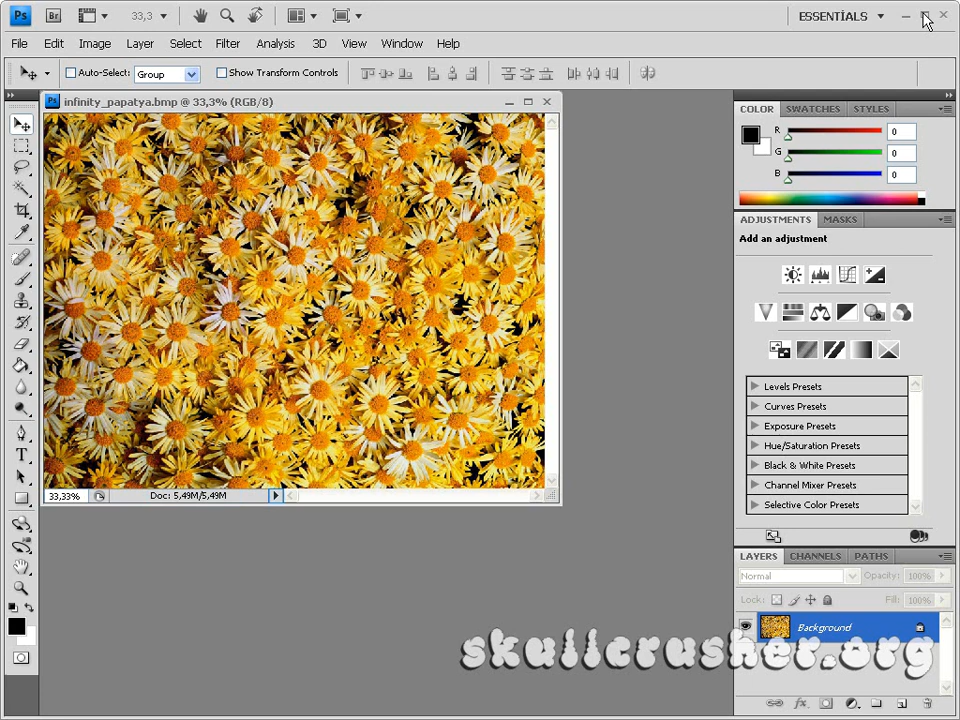 Ps Br 33,3 ESSENTİALS
File Edit Image Layer Select Filter Analysis 3D View Window Help
Auto-Select: Group Show Transform Controls
Ps infinity_papatya.bmp @ 33,3% (RGB/8)
33,33% Doc: 5,49M/5,49M
COLOR SWATCHES STYLES
R 0
G 0
B 0
ADJUSTMENTS MASKS
Add an adjustment
Levels Presets
Curves Presets
Exposure Presets
Hue/Saturation Presets
Black & White Presets
Channel Mixer Presets
Selective Color Presets
LAYERS CHANNELS PATHS
Normal Opacity: 100%
Lock: Fill: 100%
Background
skullcrusher.org